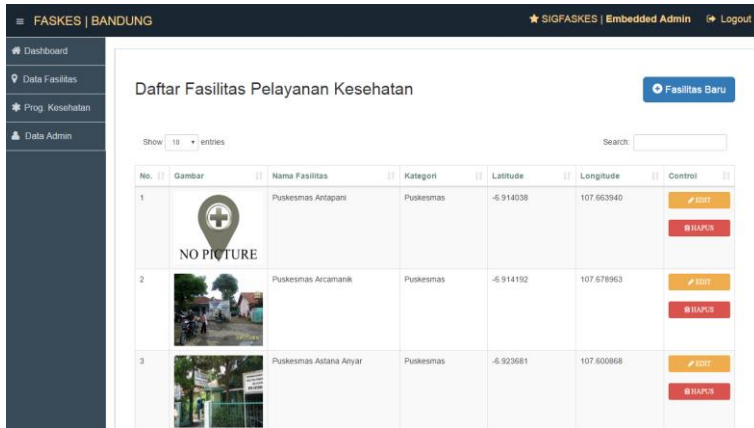 FASKES | BANDUNG
SIGFASKES | Embedded Admin Logout
Dashboard
Data Fasilitas
Prog. Kesehatan
Data Admin
Daftar Fasilitas Pelayanan Kesehatan
Fasilitas Baru
Show 10 entries
Search:
No. Gambar Nama Fasilitas Kategori Latitude Longitude Control
1 Puskesmas Antapani Puskesmas -6.914038 107.663940 EDIT
HAPUS
NO PICTURE
2 Puskesmas Arcamanik Puskesmas -6.914192 107.678963 EDIT
HAPUS
3 Puskesmas Astana Anyar Puskesmas -6.923681 107.600868 EDIT
HAPUS